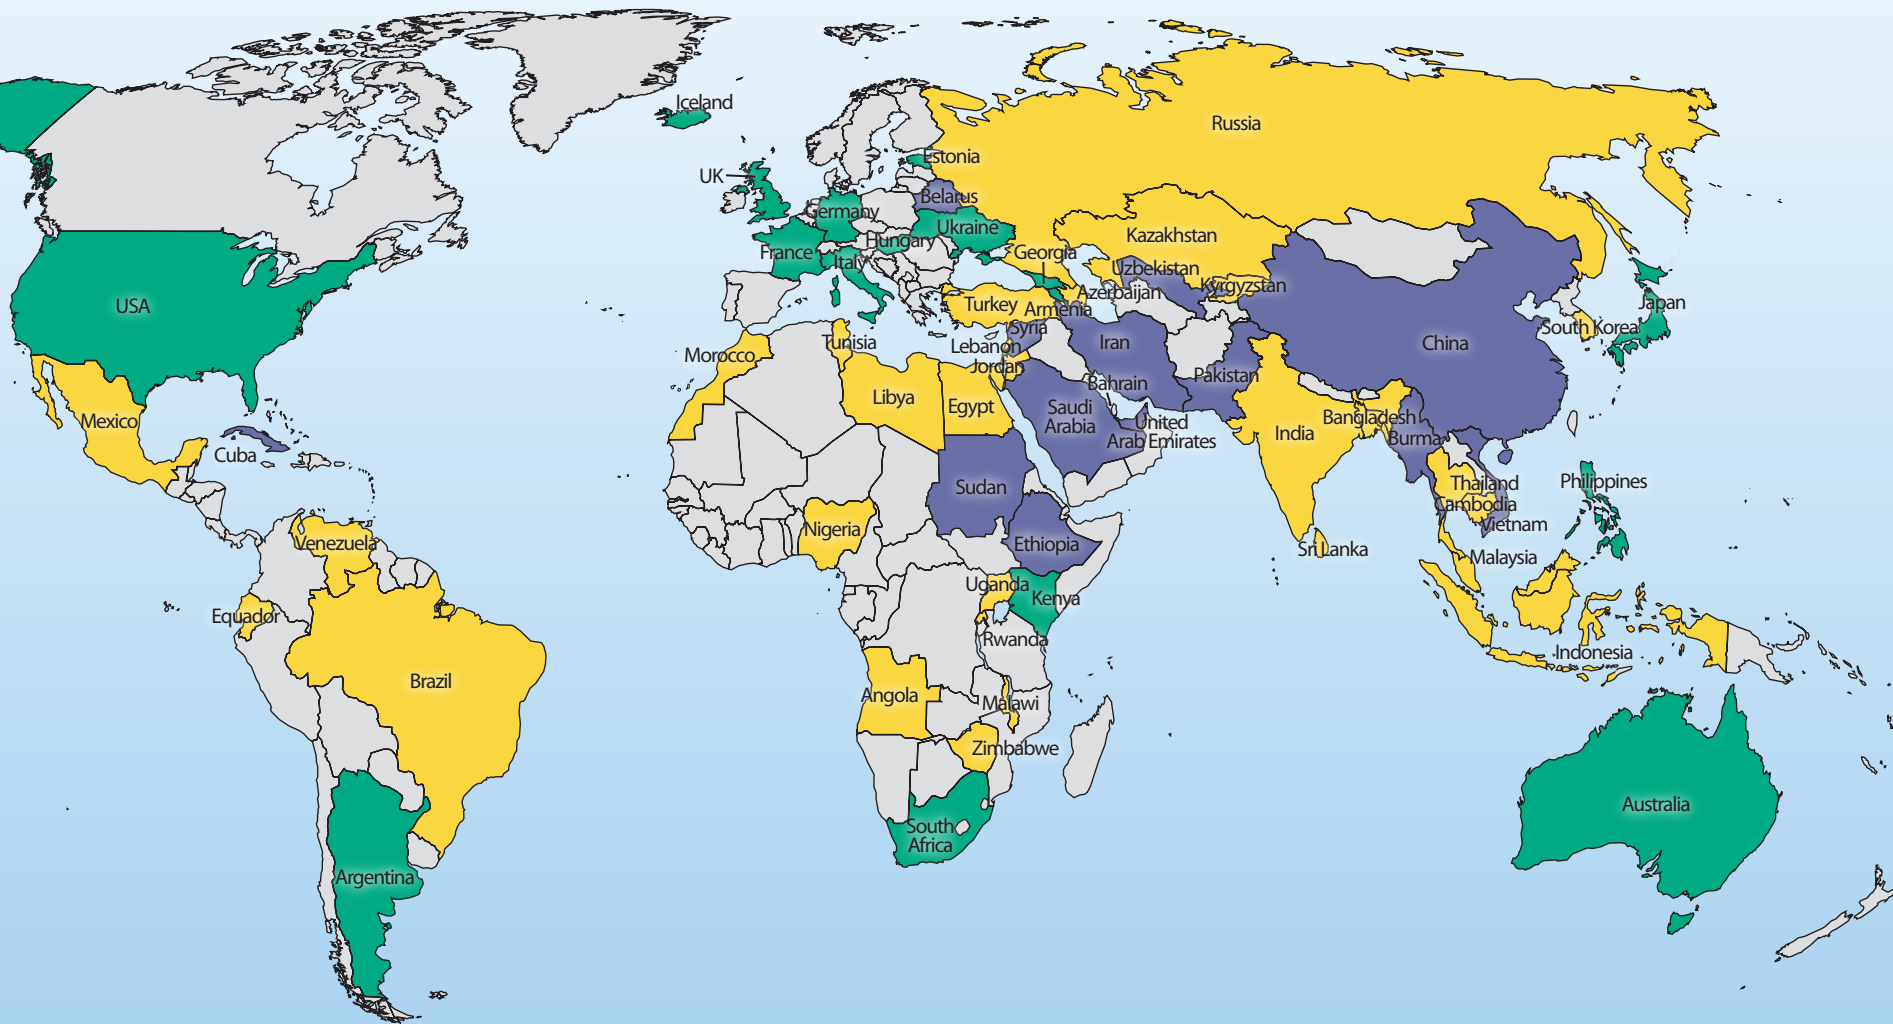 Iceland
Russia
Estonia
UK
Belarus
Germany
Ukraine
Hungary
France
Italy
Kazakhstan
Georgia
Uzbekistan
Kyrgyzstan
Azerbaijan
Turkey
Armenia
USA
Japan
South Korea
Syria
China
Tunisia
Iran
Lebanon
Morocco
Jordan
Pakistan
Bahrain
Libya
Egypt
Saudi
Arabia
United
Arab Emirates
Bangladesh
India
Burma
Mexico
Cuba
Sudan
Thailand
Philippines
Cambodia
Vietnam
Nigeria
Venezuela
Ethiopia
Sri Lanka
Malaysia
Uganda
Kenya
Equador
Rwanda
Indonesia
Brazil
Angola
Malawi
Zimbabwe
Australia
South
Africa
Argentina